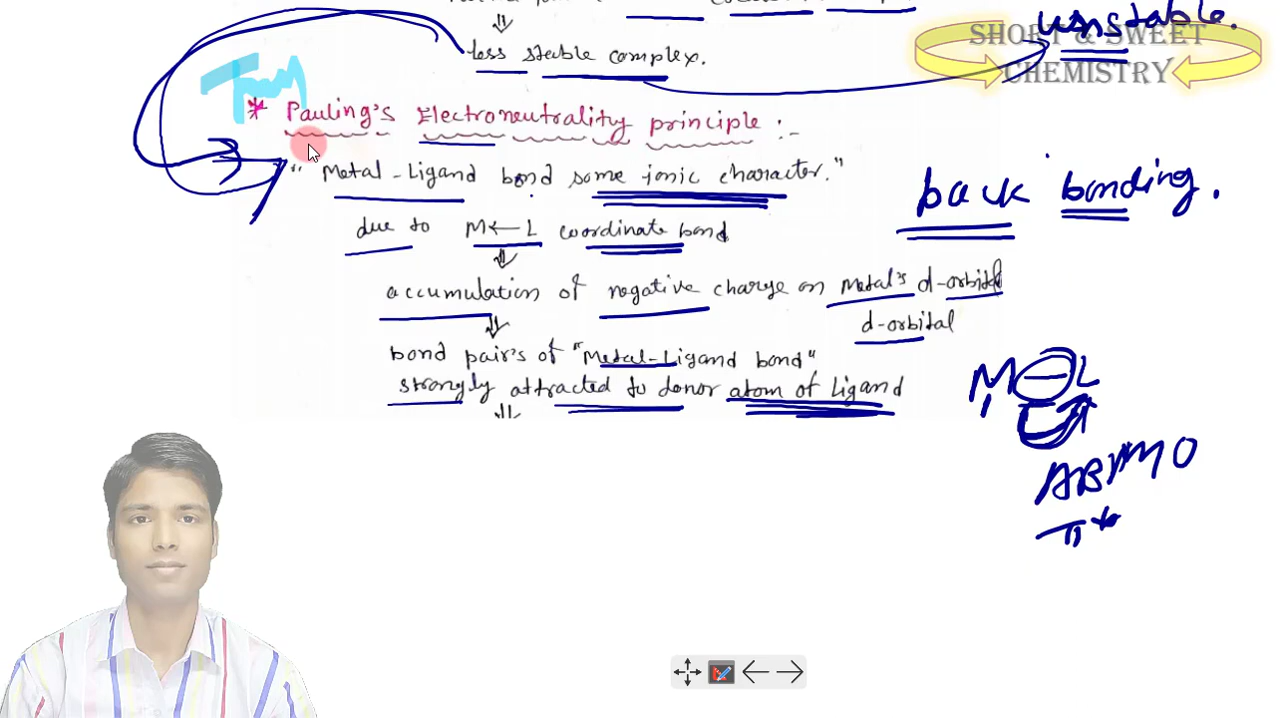 unstable.
SHORT & SWEET
CHEMISTRY
less stable complex.
* Pauling's Electroneutrality principle :-
" Metal-Ligand bond some ionic character."
due to M←L coordinate bond
⇓
accumulation of negative charge on Metal's d-orbital
d-orbital
⇓
bond pair's of "Metal-Ligand bond"
strongly attracted to donor atom of Ligand
⇓
back bonding.
M L
ABMO
π*